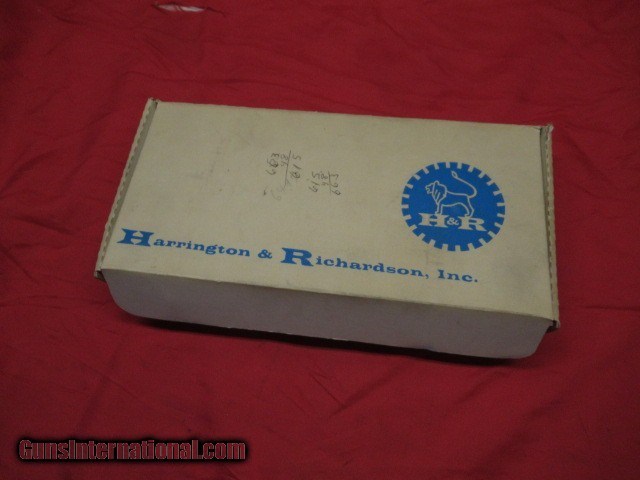 H&R
Harrington & Richardson, Inc.
GunsInternational.com